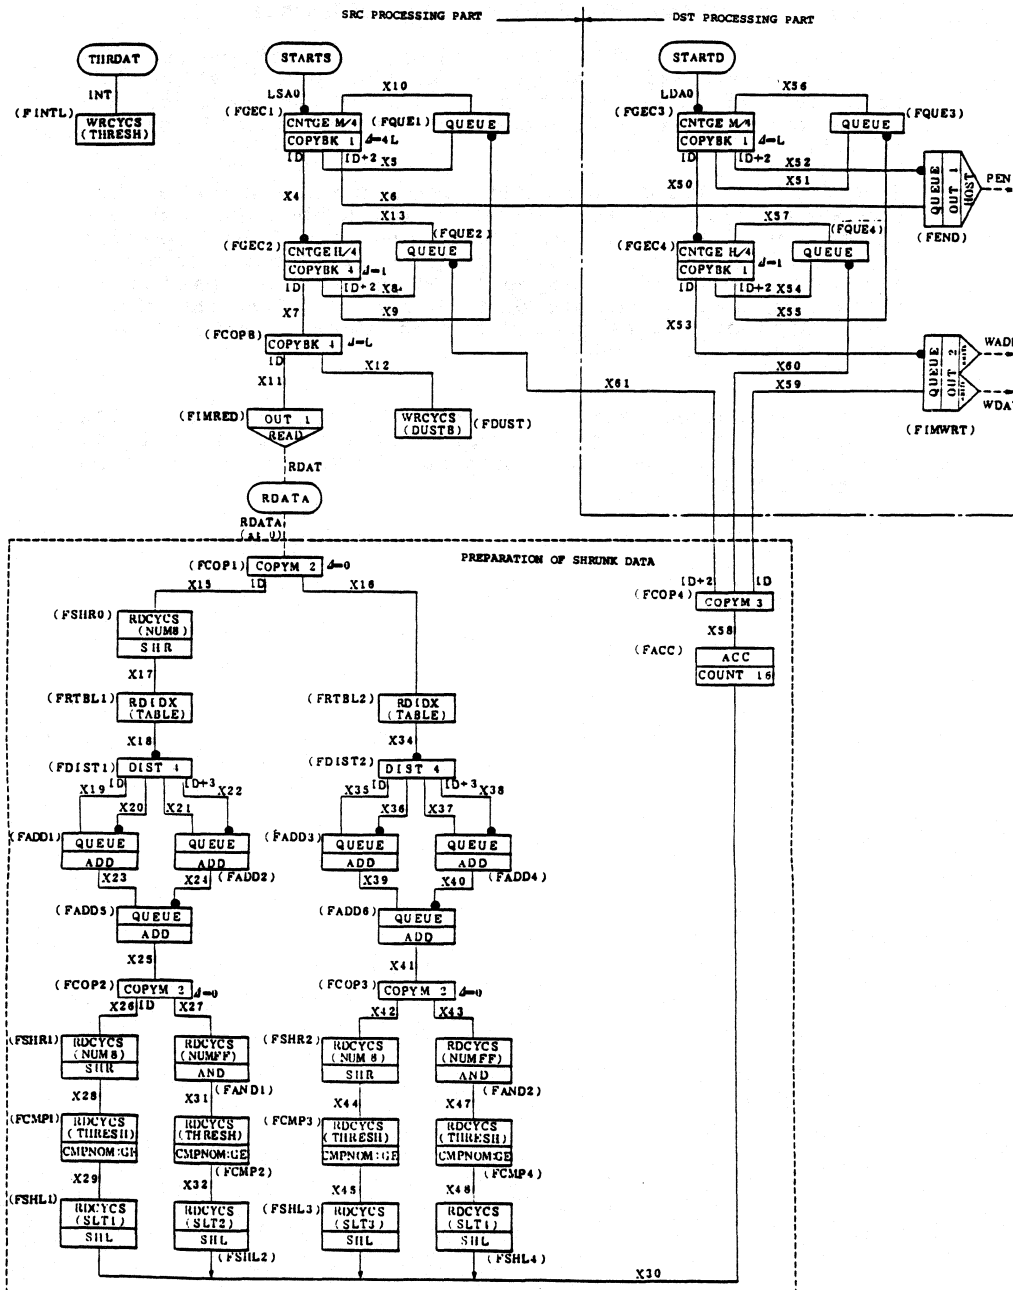 SRC PROCESSING PART
DST PROCESSING PART
THRDAT
STARTS
STARTD
INT
LSA0
X10
LDA0
X56
(FINTL)
WRCYCS
(THRESH)
(FGEC1)
CNTGE M/4
COPYBK 1
Δ=4L
(FQUE1)
QUEUE
(FGEC3)
CNTGE M/4
COPYBK 1
Δ=L
QUEUE
(FQUE3)
ID
ID+2
X5
ID
ID+2
X52
X51
X4
X6
X50
QUEUE
OUT 1
HOST
(FEND)
X13
(FQUE2)
X57
(FQUE4)
(FGEC2)
CNTGE H/4
COPYBK 4
Δ=1
QUEUE
(FGEC4)
CNTGE H/4
COPYBK 1
Δ=1
QUEUE
ID
ID+2
X8
X9
ID
ID+2
X54
X55
X7
X53
(FCOPB)
COPYBK 4
Δ=L
ID
X12
X11
X60
X61
X59
QUEUE
OUT 2
(FIMWRT)
(FIMRED)
OUT 1
READ
WRCYCS
(DUSTB)
(FDUST)
RDAT
RDATA
RDATA
(at 0)
PREPARATION OF SHRUNK DATA
(FCOP1)
COPYM 2
Δ=0
X15
ID
X16
ID+2
ID
(FCOP4)
COPYM 3
(FSHR0)
RDCYCS
(NUM8)
SHR
X58
(FACC)
ACC
COUNT 16
X17
(FRTBL1)
RDIDX
(TABLE)
(FRTBL2)
RDIDX
(TABLE)
X18
X34
(FDIST1)
DIST 4
(FDIST2)
DIST 4
X19
ID
X20
X21
ID+3
X22
X35
ID
X36
X37
ID+3
X38
(FADD1)
QUEUE
ADD
QUEUE
ADD
(FADD3)
QUEUE
ADD
QUEUE
ADD
X23
X24
(FADD2)
X39
X40
(FADD4)
(FADD5)
QUEUE
ADD
(FADD6)
QUEUE
ADD
X25
X41
(FCOP2)
COPYM 2
Δ=0
(FCOP3)
COPYM 2
Δ=0
X26
ID
X27
X42
X43
(FSHR1)
RDCYCS
(NUM8)
SHR
RDCYCS
(NUMFF)
AND
(FSHR2)
RDCYCS
(NUM8)
SHR
RDCYCS
(NUMFF)
AND
X28
X31
(FAND1)
X44
X47
(FAND2)
(FCMP1)
RDCYCS
(THRESH)
CMPNOM:GE
RDCYCS
(THRESH)
CMPNOM:GE
(FCMP3)
RDCYCS
(THRESH)
CMPNOM:GE
RDCYCS
(THRESH)
CMPNOM:GE
X29
X32
(FCMP2)
X45
X48
(FCMP4)
(FSHL1)
RDCYCS
(SLT1)
SHL
RDCYCS
(SLT2)
SHL
(FSHL3)
RDCYCS
(SLT3)
SHL
RDCYCS
SHL
(FSHL2)
(FSHL4)
X30